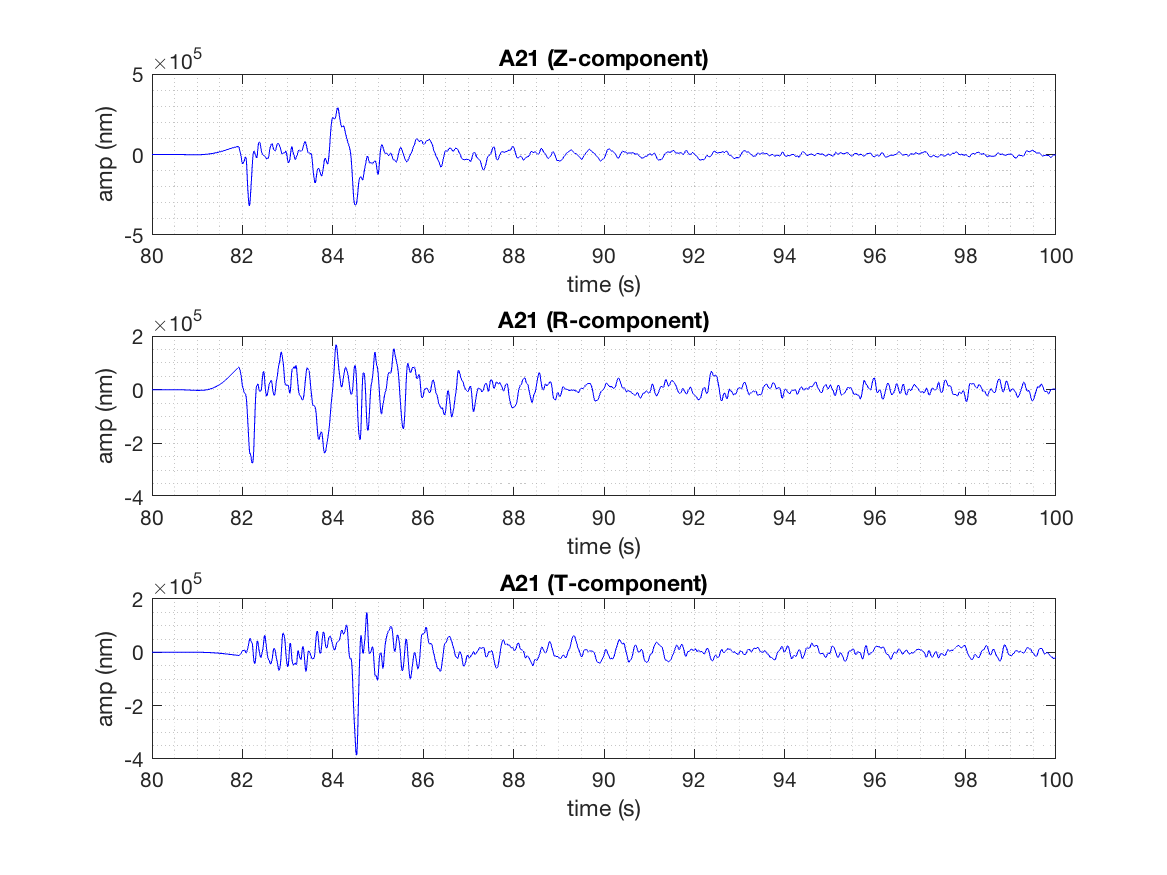 A21 (Z-component)
×10⁵
5
0
-5
amp (nm)
80 82 84 86 88 90 92 94 96 98 100
time (s)
A21 (R-component)
×10⁵
2
0
-2
-4
amp (nm)
80 82 84 86 88 90 92 94 96 98 100
time (s)
A21 (T-component)
×10⁵
2
0
-2
-4
amp (nm)
80 82 84 86 88 90 92 94 96 98 100
time (s)